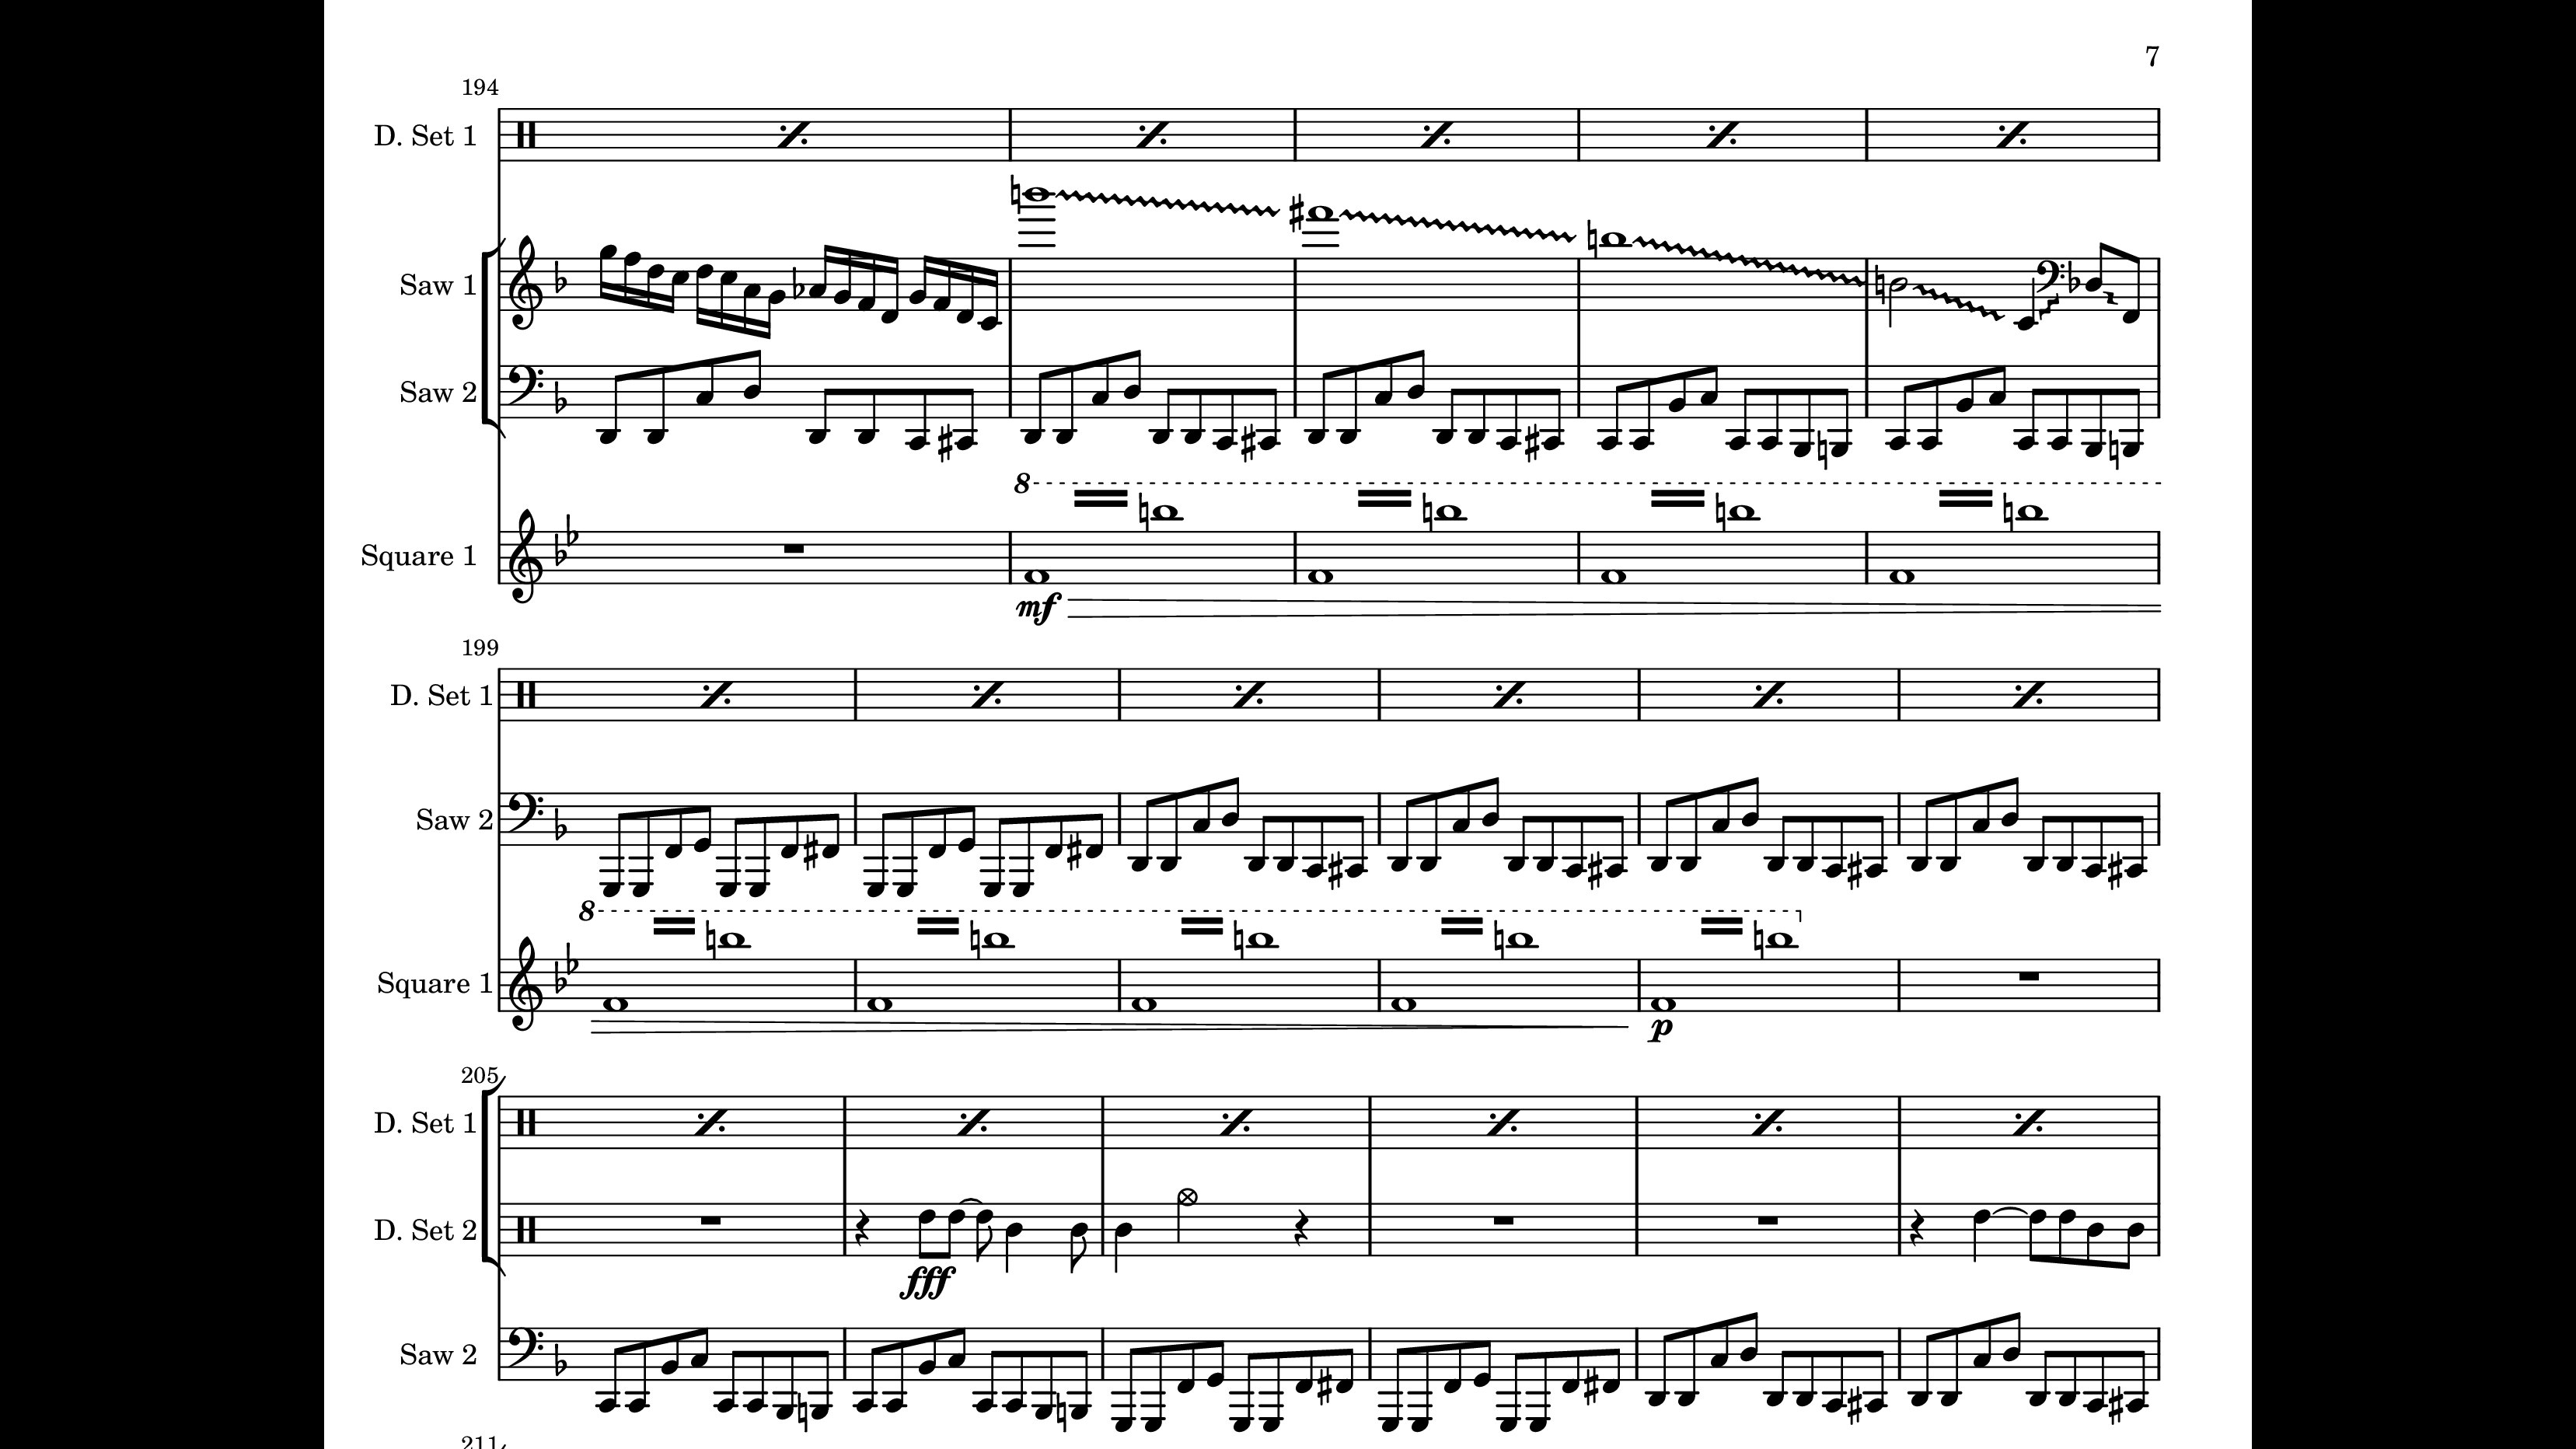 7
194
D. Set 1
Saw 1
Saw 2
8
Square 1
mf
199
D. Set 1
Saw 2
8
Square 1
p
205
D. Set 1
D. Set 2
fff
Saw 2
211